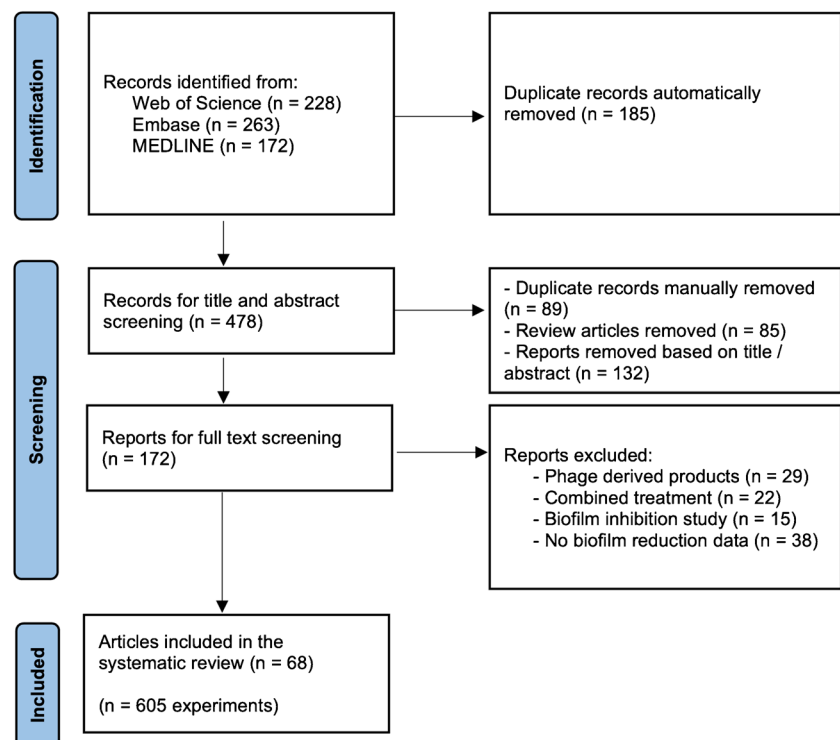 Identification
Records identified from:
Web of Science (n = 228)
Embase (n = 263)
MEDLINE (n = 172)
Duplicate records automatically
removed (n = 185)
Screening
Records for title and abstract
screening (n = 478)
- Duplicate records manually removed
(n = 89)
- Review articles removed (n = 85)
- Reports removed based on title /
abstract (n = 132)
Reports for full text screening
(n = 172)
Reports excluded:
- Phage derived products (n = 29)
- Combined treatment (n = 22)
- Biofilm inhibition study (n = 15)
- No biofilm reduction data (n = 38)
Included
Articles included in the
systematic review (n = 68)
(n = 605 experiments)